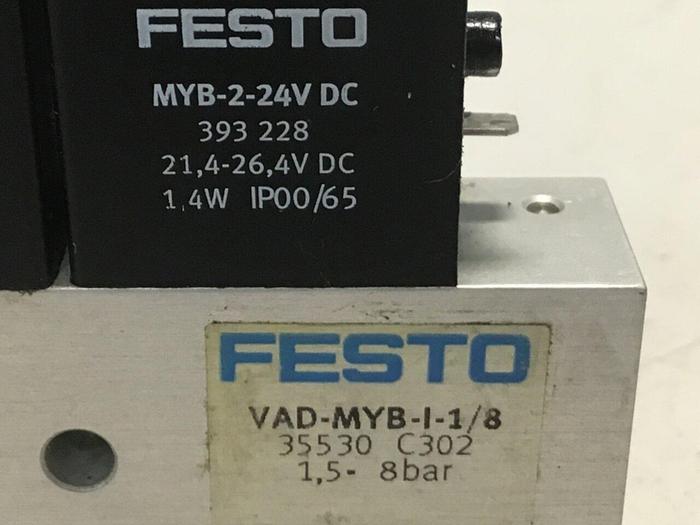 FESTO
MYB-2-24V DC
393 228
21,4-26,4V DC
1,4W IP00/65
FESTO
VAD-MYB-I-1/8
35530 C302
1,5- 8bar